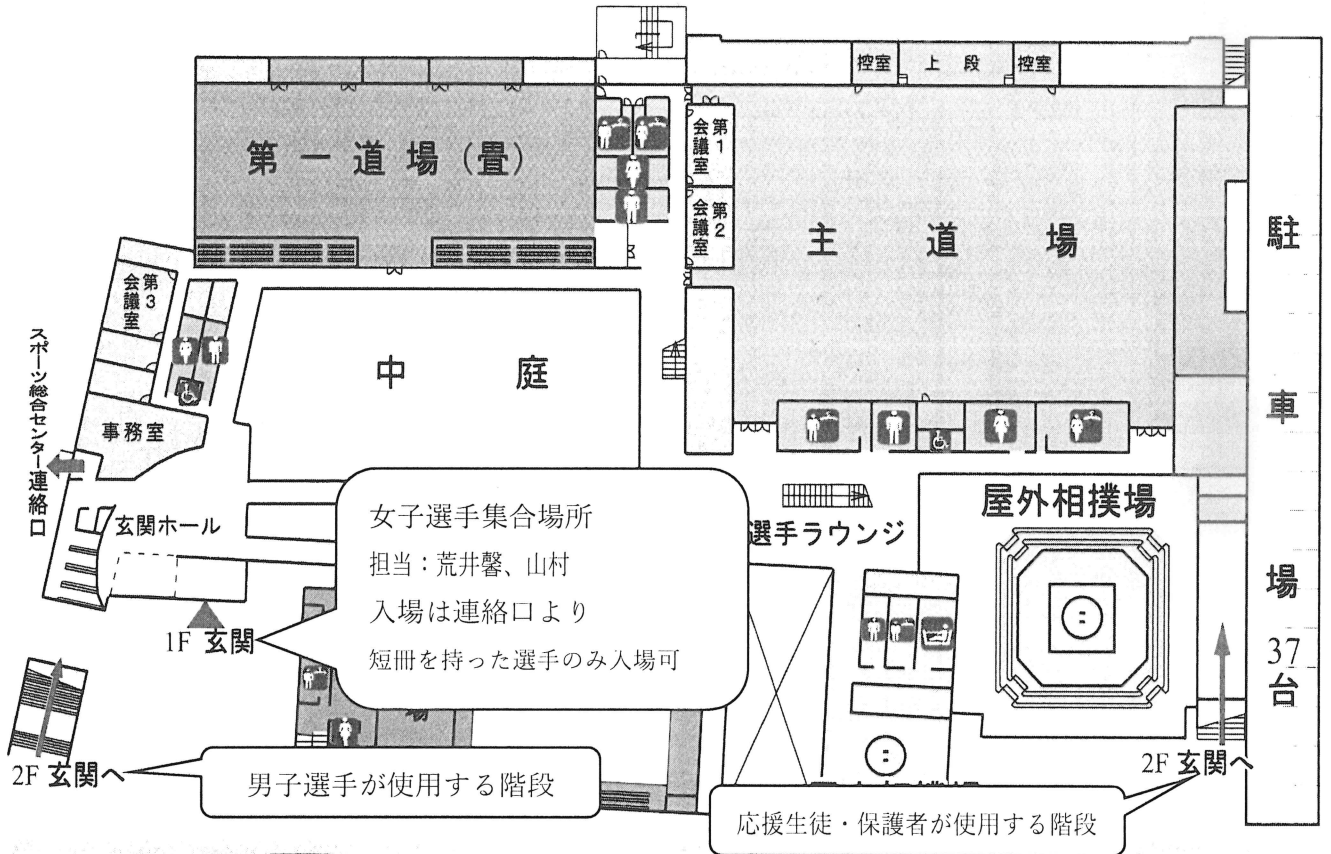 控室
上段
控室
第一道場(畳)
第1会議室
第2会議室
主道場
駐車場 37台
第3会議室
スポーツ総合センター連絡口
中庭
事務室
玄関ホール
女子選手集合場所
担当:荒井馨、山村
入場は連絡口より
短冊を持った選手のみ入場可
選手ラウンジ
屋外相撲場
1F 玄関
場
2F 玄関へ
男子選手が使用する階段
2F 玄関へ
応援生徒・保護者が使用する階段